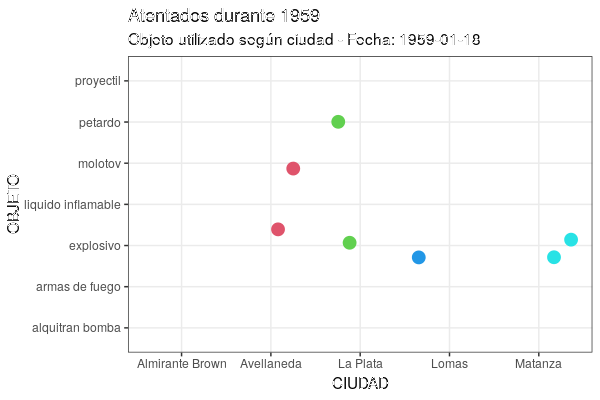 Atentados durante 1959
Objeto utilizado según ciudad - Fecha: 1959-01-18
OBJETO
proyectil
petardo
molotov
liquido inflamable
explosivo
armas de fuego
alquitran bomba
Almirante Brown Avellaneda La Plata Lomas Matanza
CIUDAD